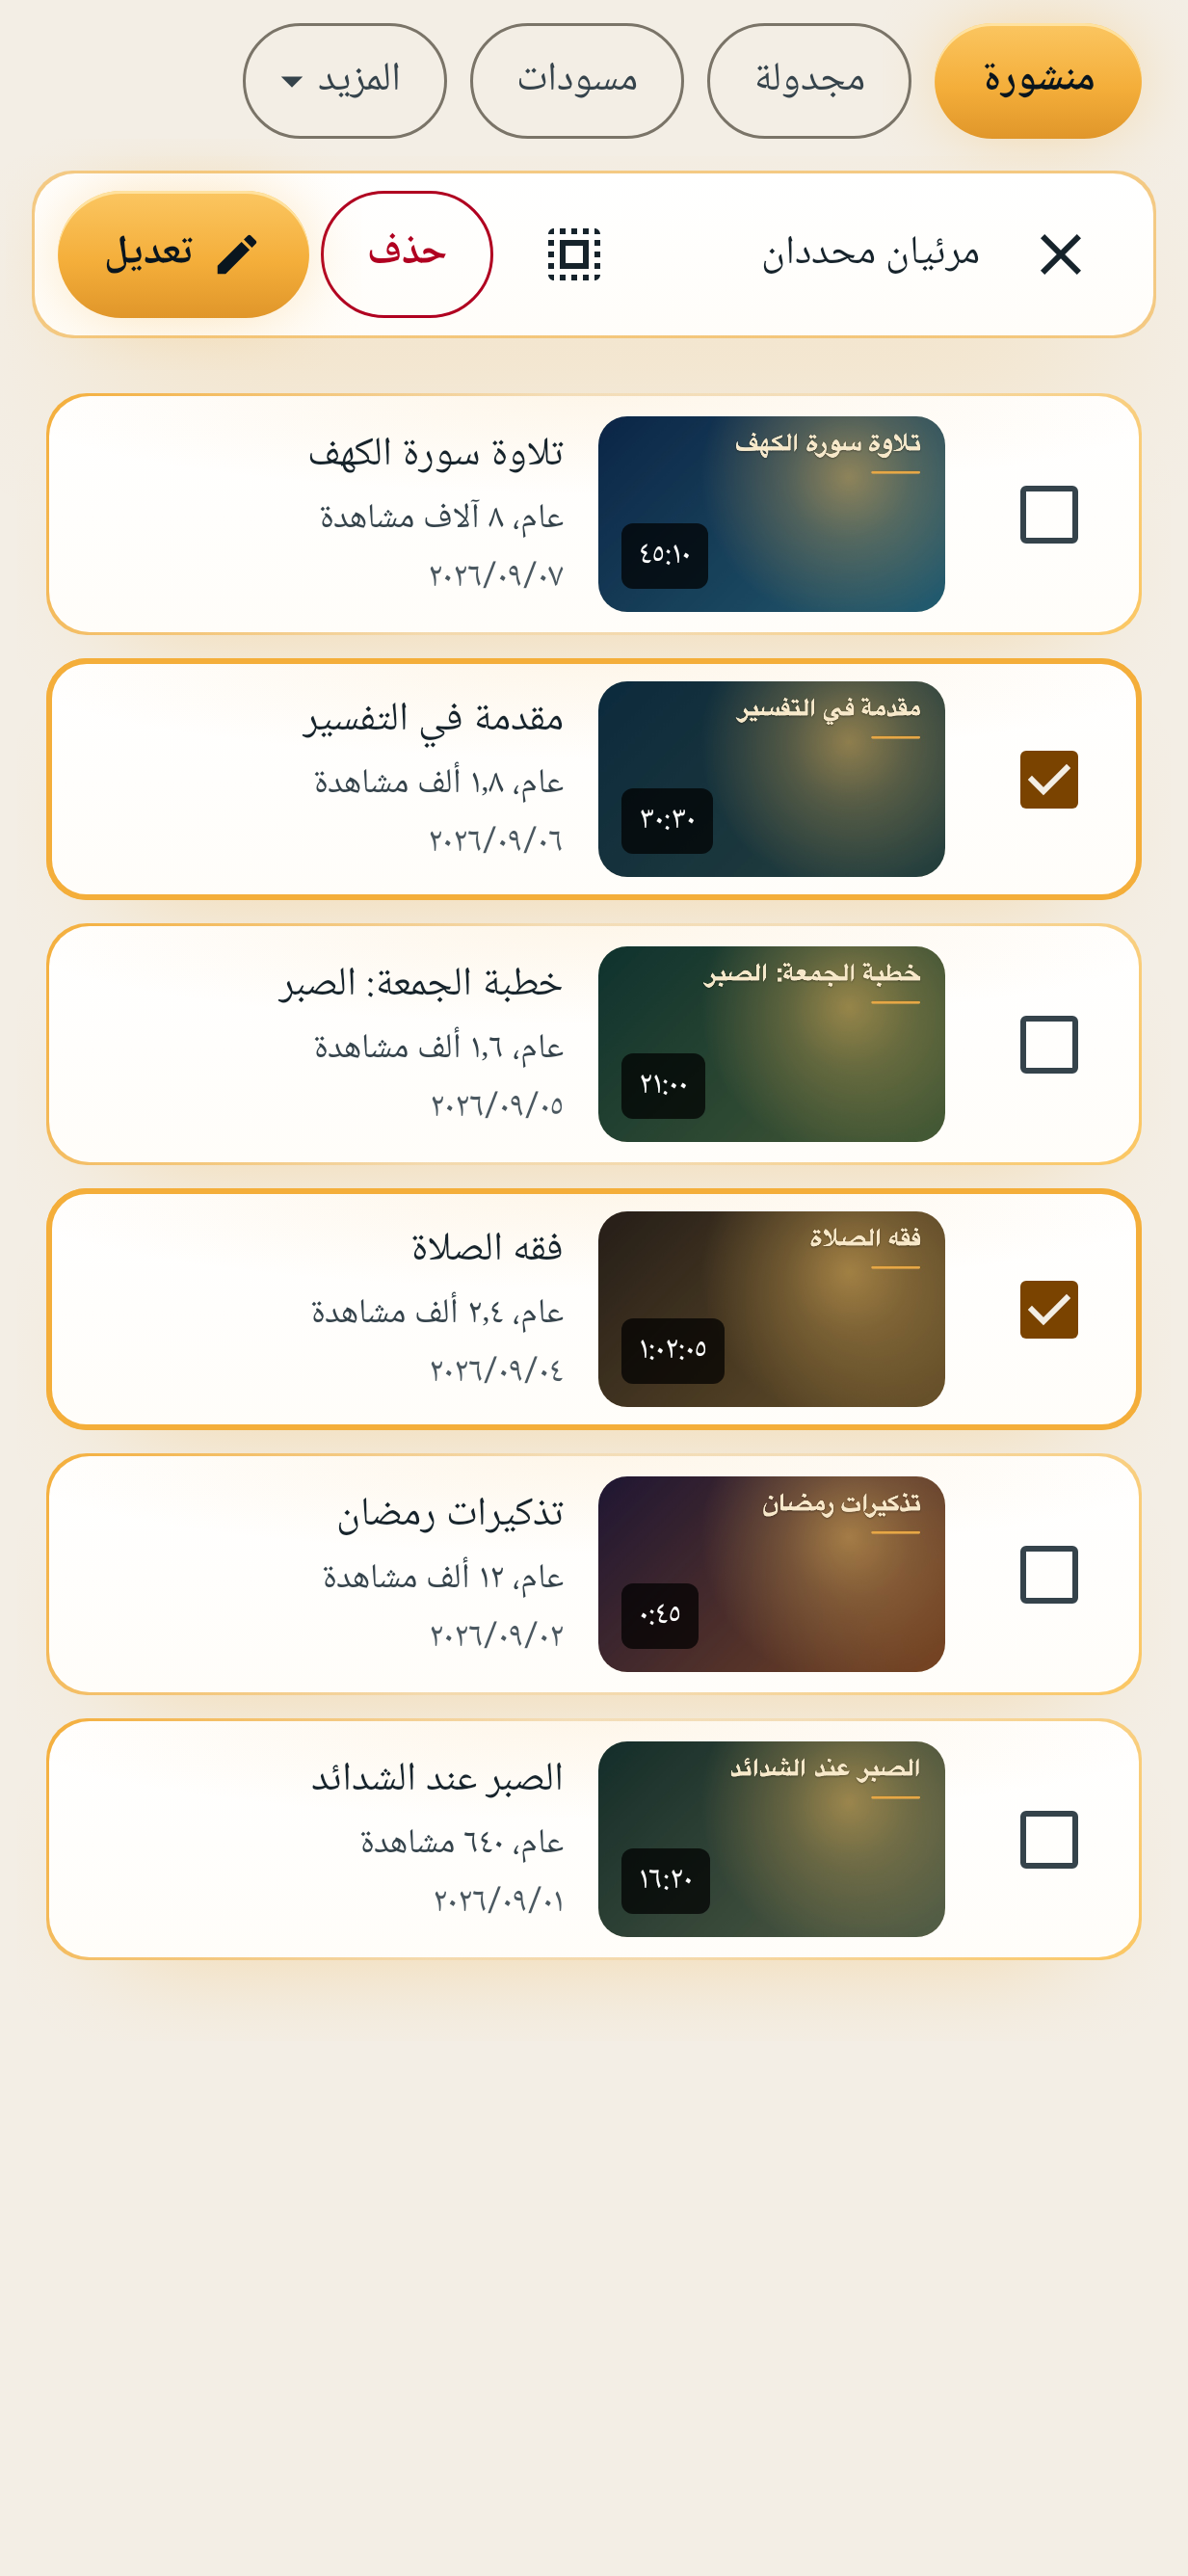 منشورة
مجدولة
مسودات
المزيد
مرئيان محددان
حذف
تعديل
تلاوة سورة الكهف
٤٥:١٠
تلاوة سورة الكهف
عام، ٨ آلاف مشاهدة
٢٠٢٦/٠٩/٠٧
مقدمة في التفسير
٣٠:٣٠
مقدمة في التفسير
عام، ١٫٨ ألف مشاهدة
٢٠٢٦/٠٩/٠٦
خطبة الجمعة: الصبر
٢١:٠٠
خطبة الجمعة: الصبر
عام، ١٫٦ ألف مشاهدة
٢٠٢٦/٠٩/٠٥
فقه الصلاة
١:٠٢:٠٥
فقه الصلاة
عام، ٢٫٤ ألف مشاهدة
٢٠٢٦/٠٩/٠٤
تذكيرات رمضان
٠:٤٥
تذكيرات رمضان
عام، ١٢ ألف مشاهدة
٢٠٢٦/٠٩/٠٢
الصبر عند الشدائد
١٦:٢٠
الصبر عند الشدائد
عام، ٦٤٠ مشاهدة
٢٠٢٦/٠٩/٠١